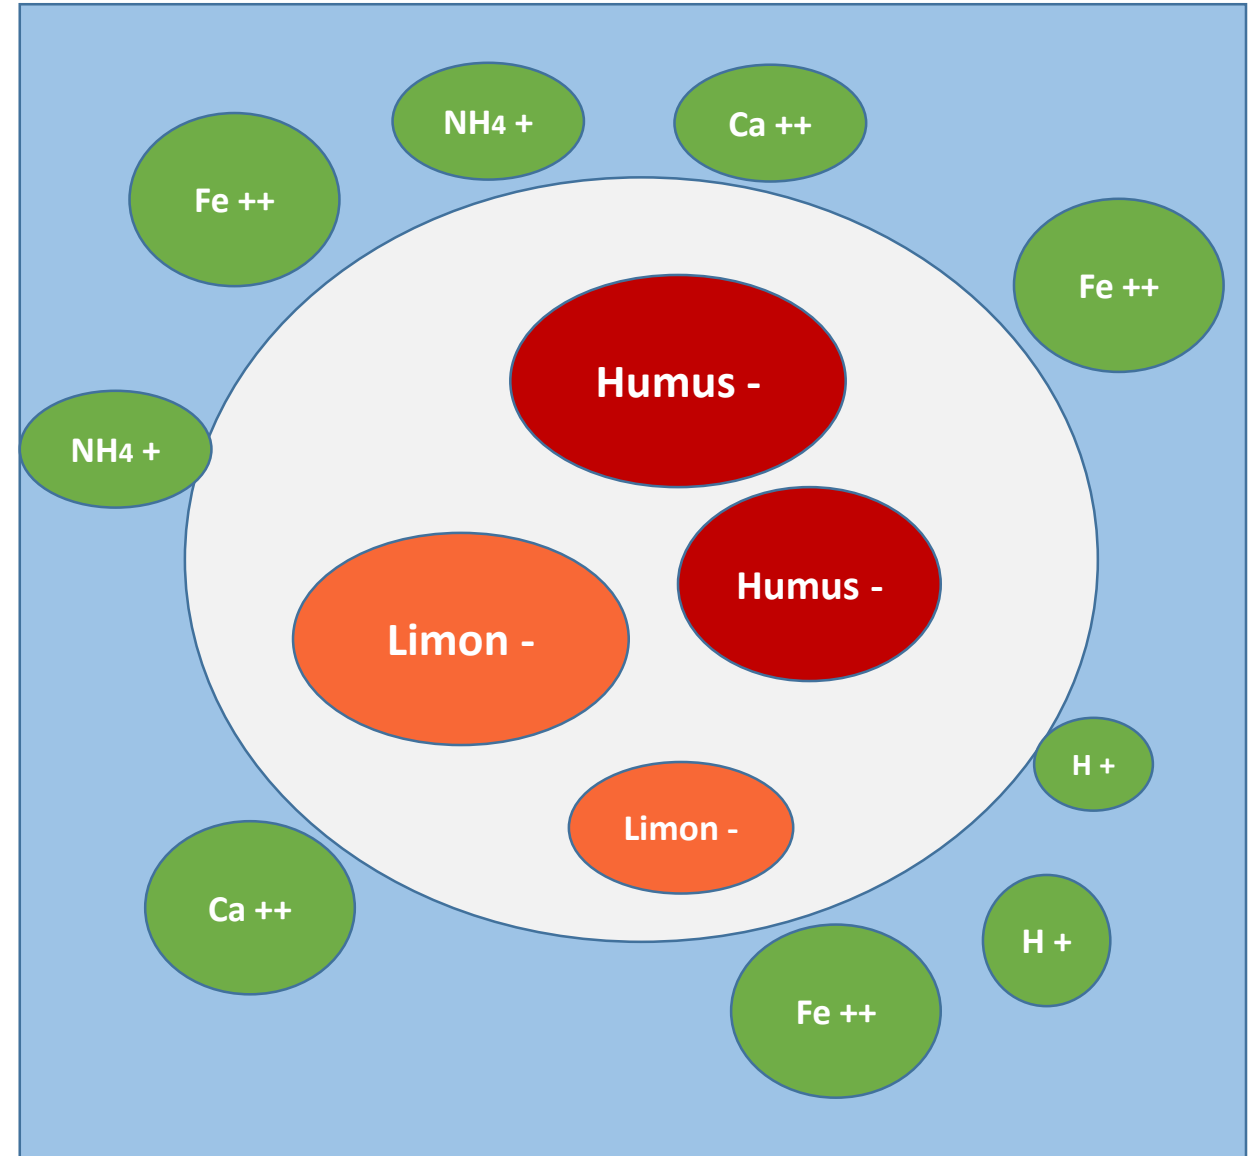 NH4 +
Ca ++
Fe ++
Fe ++
Humus -
NH4 +
Humus -
Limon -
H +
Limon -
Ca ++
H +
Fe ++